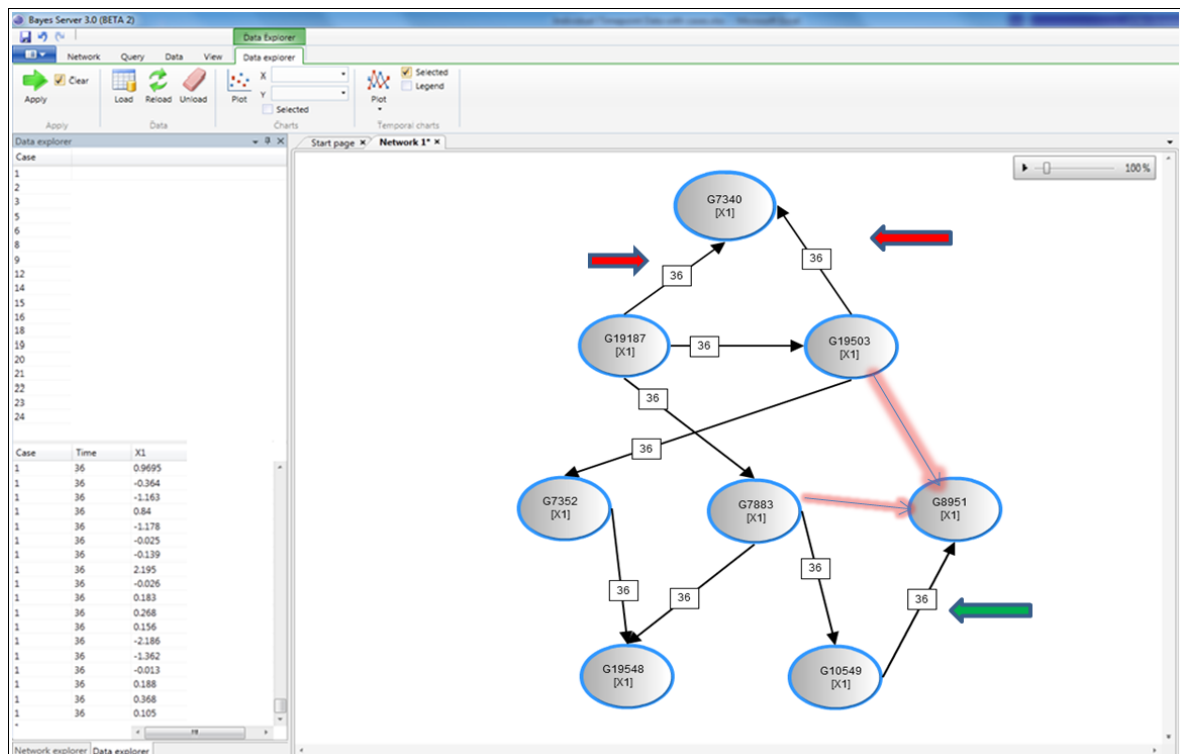 Bayes Server 3.0 (BETA 2)
Data Explorer
Network Query Data View Data explorer
Apply Clear Load Reload Unload Plot X Y Selected Plot Selected Legend
Apply Data Charts Temporal charts
Data explorer
Start page Network 1*
Case
1
2
3
5
6
8
9
12
14
15
16
18
19
20
21
22
23
24
Case Time X1
1 36 0.9695
1 36 -0.364
1 36 -1.163
1 36 0.84
1 36 -1.178
1 36 -0.025
1 36 -0.139
1 36 2.195
1 36 -0.026
1 36 0.183
1 36 0.268
1 36 0.156
1 36 -2.186
1 36 -1.362
1 36 -0.013
1 36 0.188
1 36 0.368
1 36 0.105
Network explorer Data explorer
100%
G7340
[X1]
36
36
G19187
[X1]
36
G19503
[X1]
36
36
G7352
[X1]
G7883
[X1]
G8951
[X1]
36
36
36
36
G19548
[X1]
G10549
[X1]